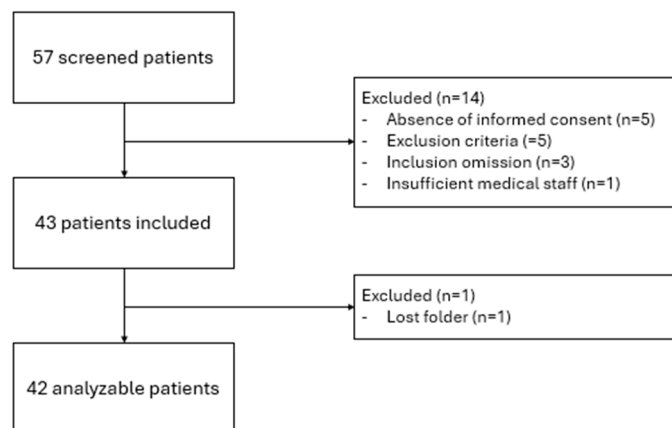 57 screened patients
Excluded (n=14)
- Absence of informed consent (n=5)
- Exclusion criteria (=5)
- Inclusion omission (n=3)
- Insufficient medical staff (n=1)
43 patients included
Excluded (n=1)
- Lost folder (n=1)
42 analyzable patients